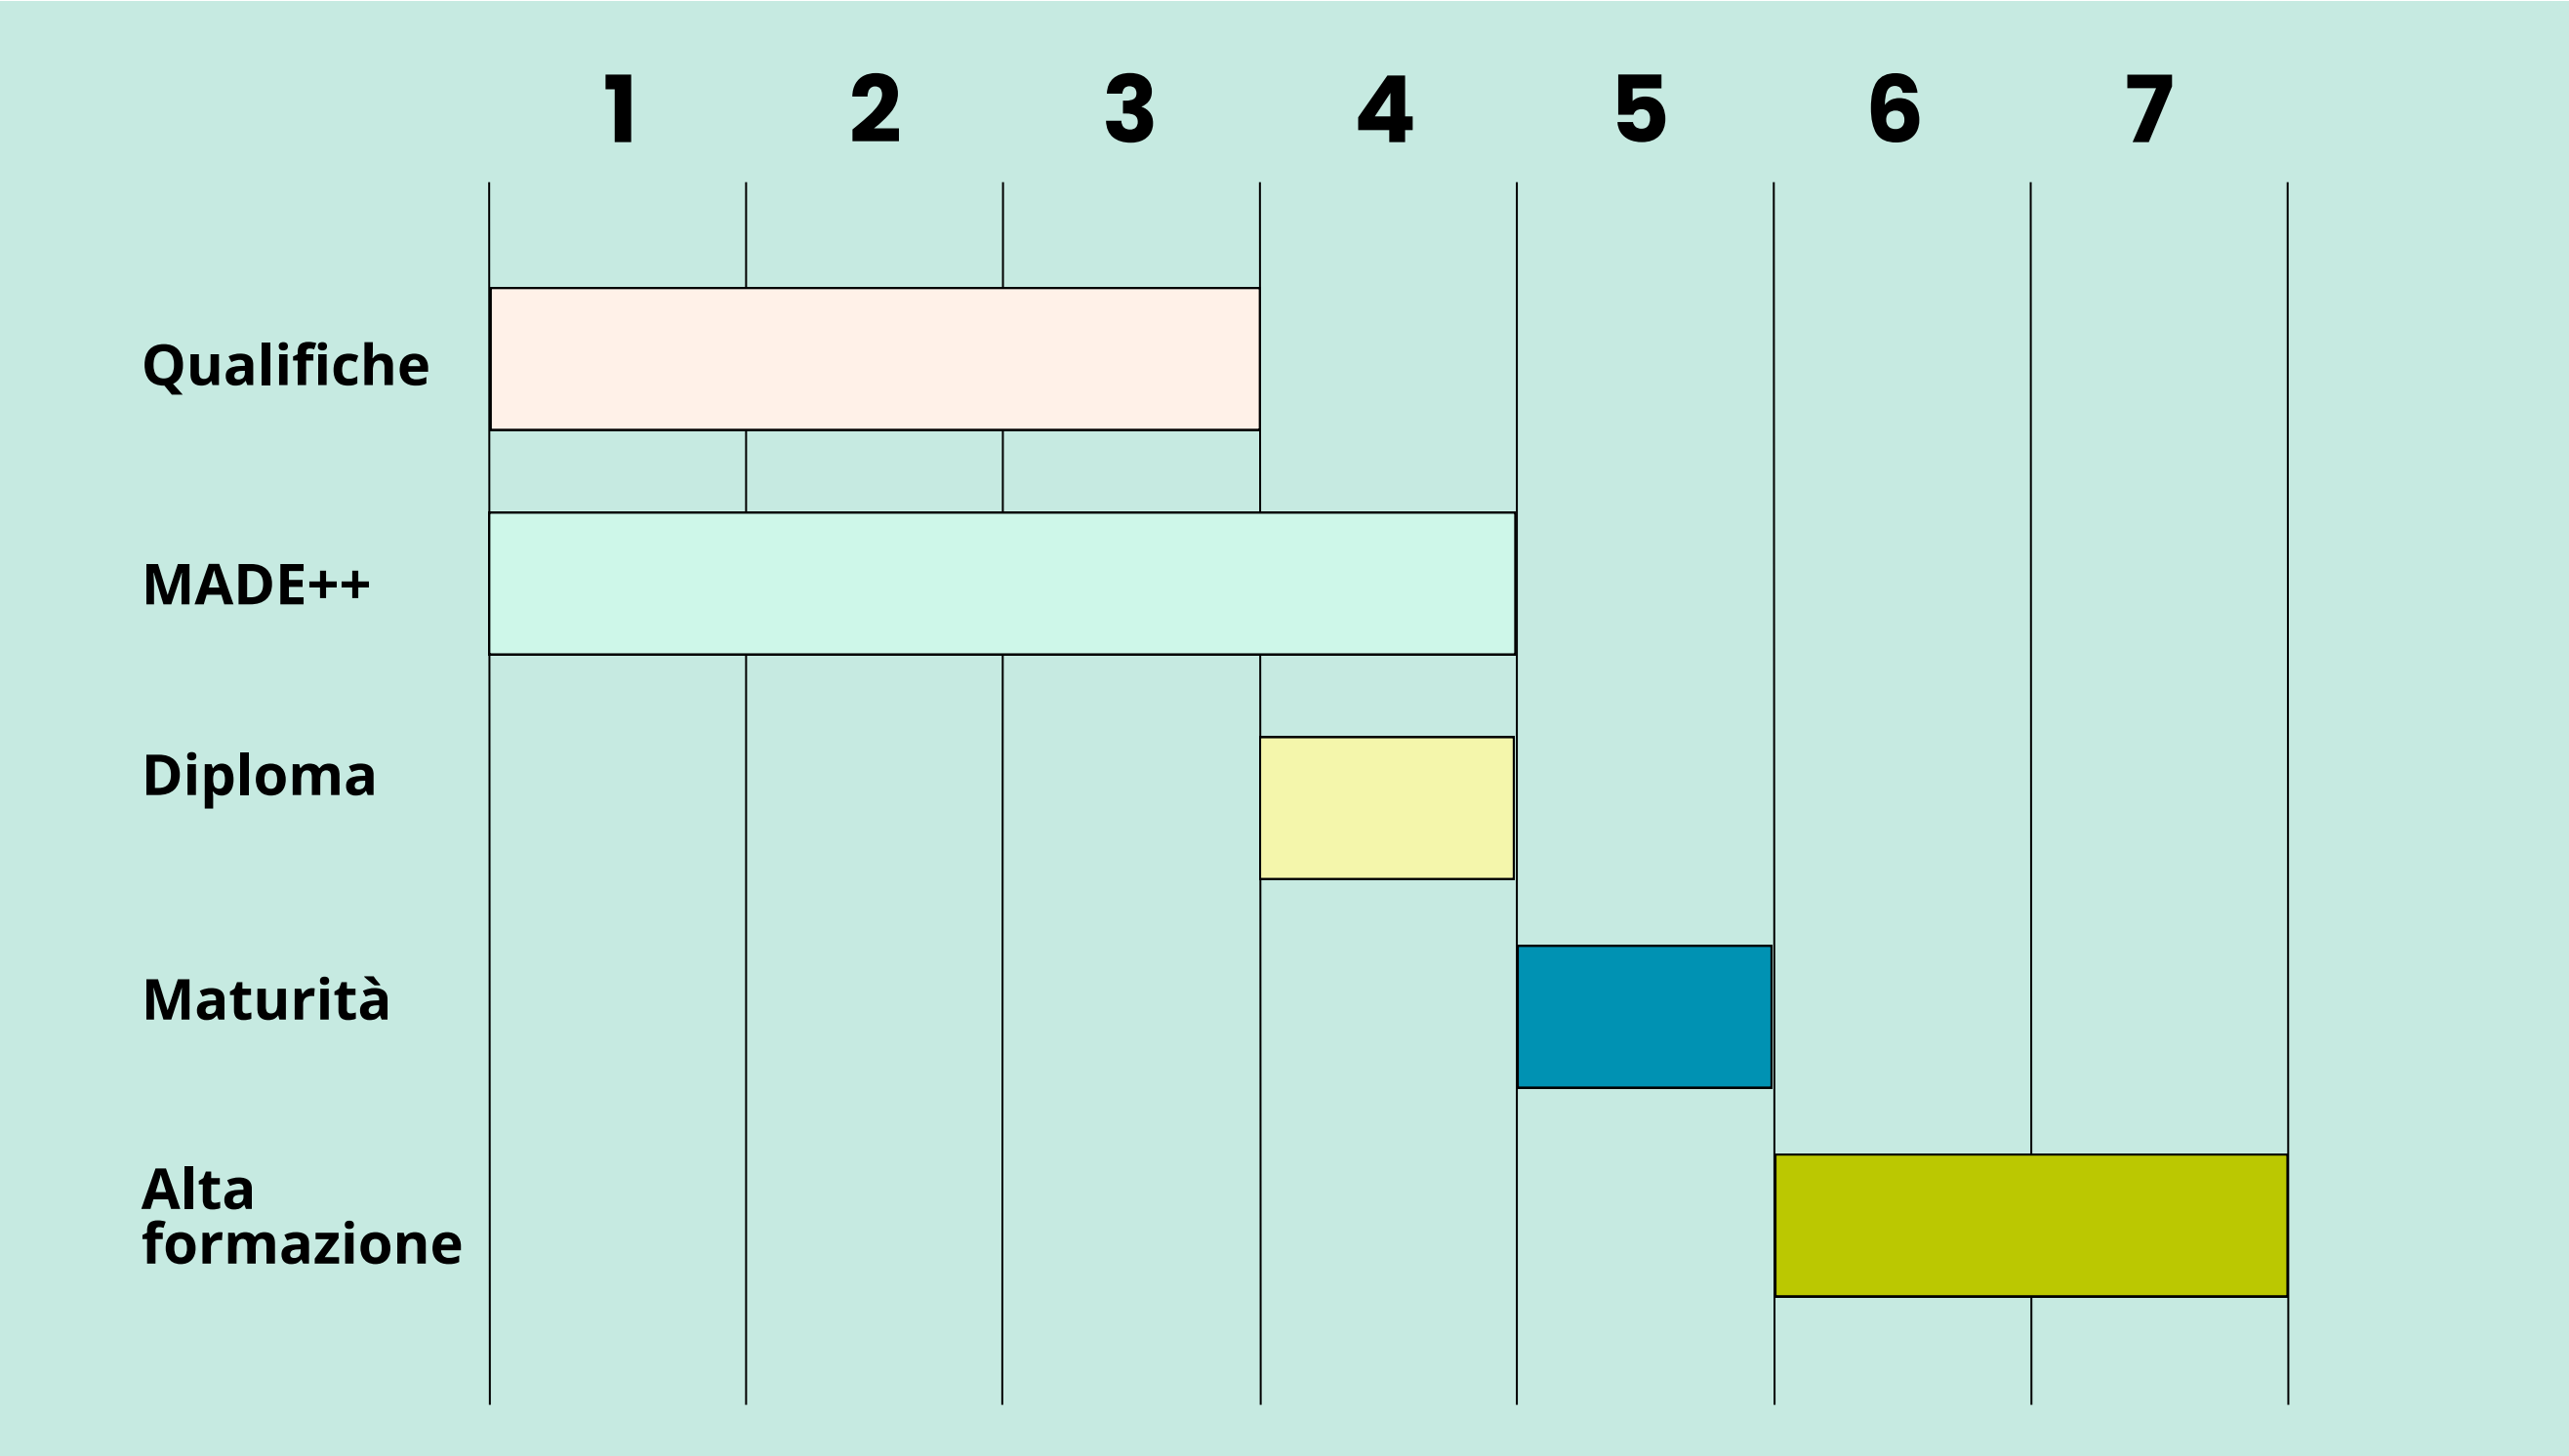 1 2 3 4 5 6 7
Qualifiche
MADE++
Diploma
Maturità
Alta
formazione